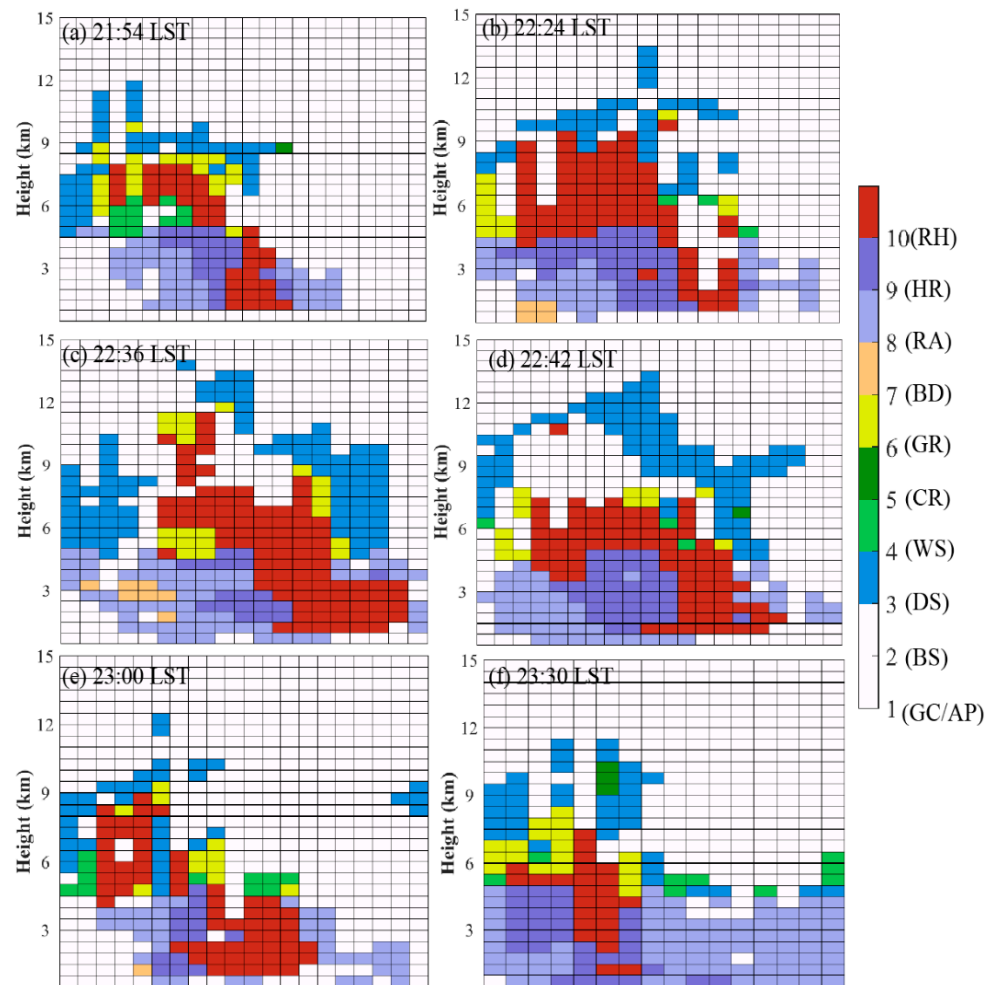 (a) 21:54 LST
15
12
9
6
3
Height (km)
(b) 22:24 LST
15
12
9
6
3
Height (km)
(c) 22:36 LST
15
12
9
6
3
Height (km)
(d) 22:42 LST
15
12
9
6
3
Height (km)
(e) 23:00 LST
15
12
9
6
3
Height (km)
(f) 23:30 LST
15
12
9
6
3
Height (km)
10(RH)
9 (HR)
8 (RA)
7 (BD)
6 (GR)
5 (CR)
4 (WS)
3 (DS)
2 (BS)
1 (GC/AP)